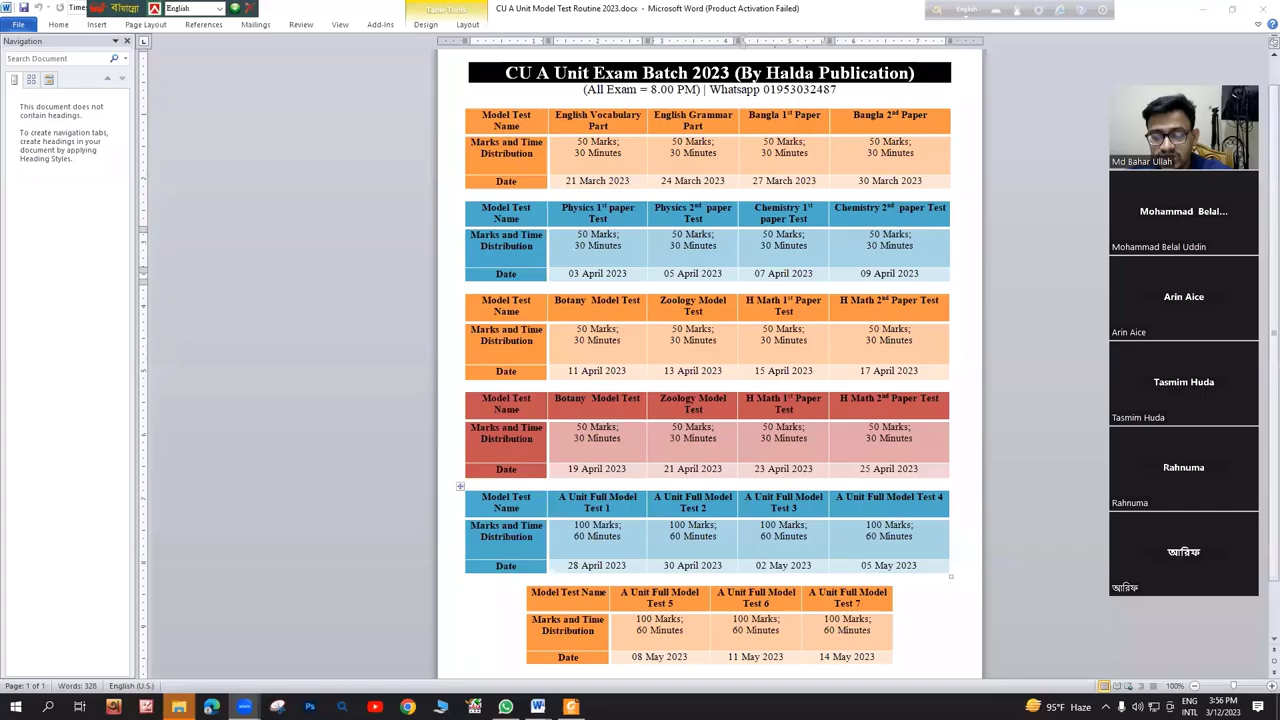 বায়ান্নো English
Table Tools
CU A Unit Model Test Routine 2023.docx - Microsoft Word (Product Activation Failed)
English
File Home Insert Page Layout References Mailings Review View Add-Ins Design Layout
Navigation
Search Document
This document does not
contain headings.
To create navigation tabs,
create headings in your
document by applying
Heading Styles.
CU A Unit Exam Batch 2023 (By Halda Publication)
(All Exam = 8.00 PM) | Whatsapp 01953032487
Model Test Name English Vocabulary Part English Grammar Part Bangla 1st Paper Bangla 2nd Paper
Marks and Time Distribution 50 Marks; 30 Minutes 50 Marks; 30 Minutes 50 Marks; 30 Minutes 50 Marks; 30 Minutes
Date 21 March 2023 24 March 2023 27 March 2023 30 March 2023
Model Test Name Physics 1st paper Test Physics 2nd paper Test Chemistry 1st paper Test Chemistry 2nd paper Test
Marks and Time Distribution 50 Marks; 30 Minutes 50 Marks; 30 Minutes 50 Marks; 30 Minutes 50 Marks; 30 Minutes
Date 03 April 2023 05 April 2023 07 April 2023 09 April 2023
Model Test Name Botany Model Test Zoology Model Test H Math 1st Paper Test H Math 2nd Paper Test
Marks and Time Distribution 50 Marks; 30 Minutes 50 Marks; 30 Minutes 50 Marks; 30 Minutes 50 Marks; 30 Minutes
Date 11 April 2023 13 April 2023 15 April 2023 17 April 2023
Model Test Name Botany Model Test Zoology Model Test H Math 1st Paper Test H Math 2nd Paper Test
Marks and Time Distribution 50 Marks; 30 Minutes 50 Marks; 30 Minutes 50 Marks; 30 Minutes 50 Marks; 30 Minutes
Date 19 April 2023 21 April 2023 23 April 2023 25 April 2023
Model Test Name A Unit Full Model Test 1 A Unit Full Model Test 2 A Unit Full Model Test 3 A Unit Full Model Test 4
Marks and Time Distribution 100 Marks; 60 Minutes 100 Marks; 60 Minutes 100 Marks; 60 Minutes 100 Marks; 60 Minutes
Date 28 April 2023 30 April 2023 02 May 2023 05 May 2023
Model Test Name A Unit Full Model Test 5 A Unit Full Model Test 6 A Unit Full Model Test 7
Marks and Time Distribution 100 Marks; 60 Minutes 100 Marks; 60 Minutes 100 Marks; 60 Minutes
Date 08 May 2023 11 May 2023 14 May 2023
Md Bahar Ullah
Mohammad Belal...
Mohammad Belal Uddin
Arin Aice
Arin Aice
Tasmim Huda
Tasmim Huda
Rahnuma
Rahnuma
আরিফ
আরিফ
Page: 1 of 1 Words: 328 English (U.S.) 100%
95°F Haze ENG INTL 3:56 PM 3/12/2023